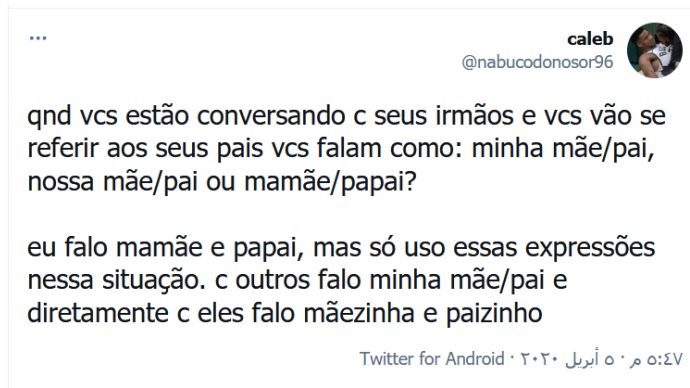 caleb
@nabucodonosor96
qnd vcs estão conversando c seus irmãos e vcs vão se
referir aos seus pais vcs falam como: minha mãe/pai,
nossa mãe/pai ou mamãe/papai?
eu falo mamãe e papai, mas só uso essas expressões
nessa situação. c outros falo minha mãe/pai e
diretamente c eles falo mãezinha e paizinho
٥:٤٧ م · ٥ أبريل ٢٠٢٠ · Twitter for Android